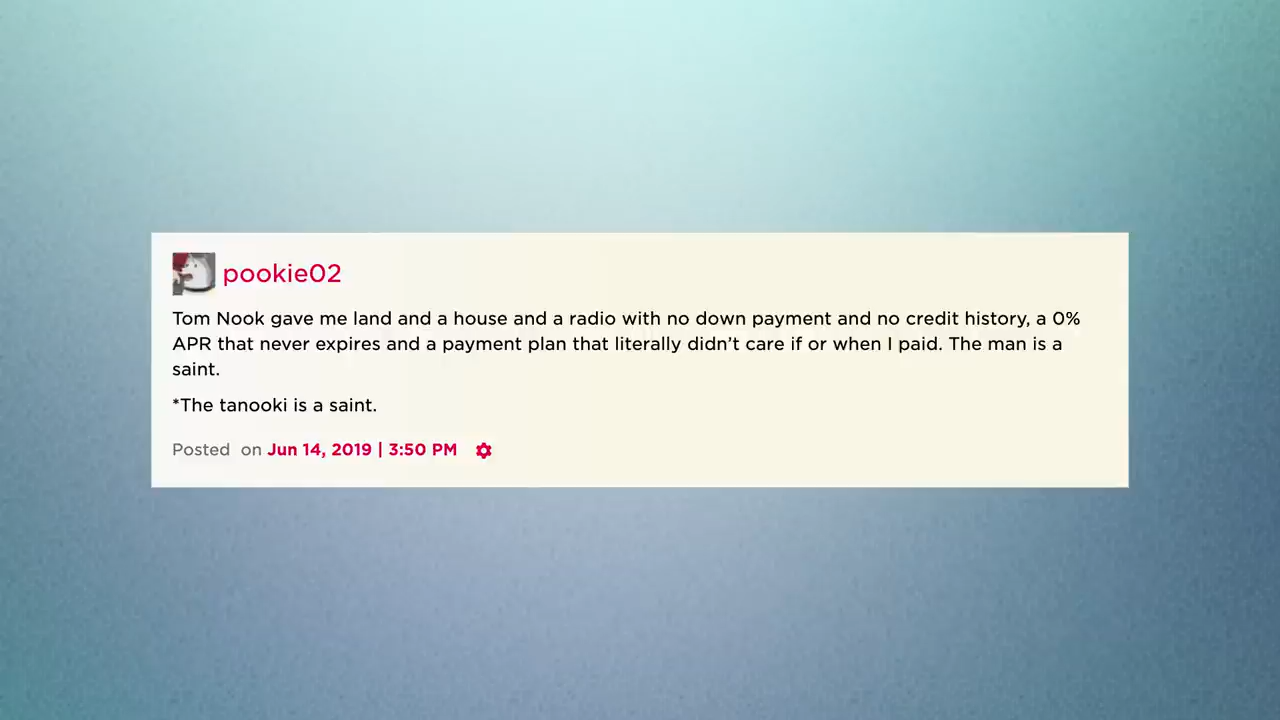 pookie02
Tom Nook gave me land and a house and a radio with no down payment and no credit history, a 0%
APR that never expires and a payment plan that literally didn't care if or when I paid. The man is a
saint.
*The tanooki is a saint.
Posted on Jun 14, 2019 | 3:50 PM